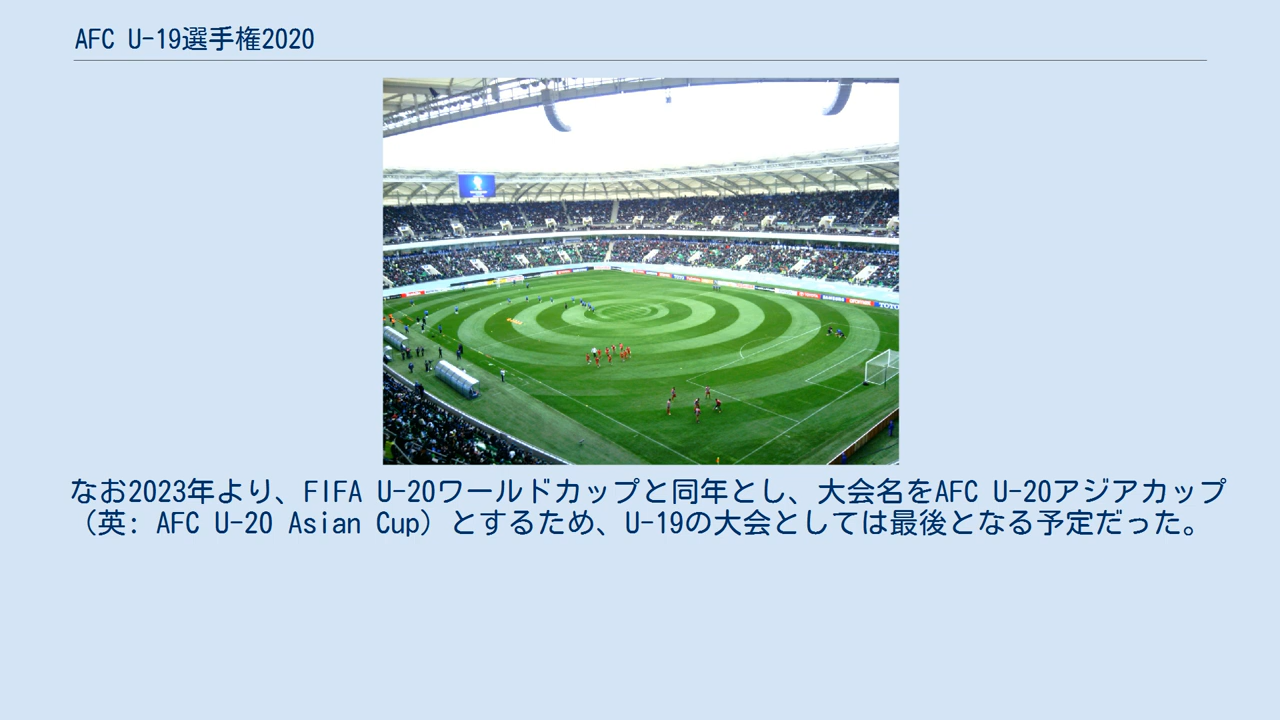 AFC U-19選手権2020
なお2023年より、FIFA U-20ワールドカップと同年とし、大会名をAFC U-20アジアカップ
（英: AFC U-20 Asian Cup）とするため、U-19の大会としては最後となる予定だった。